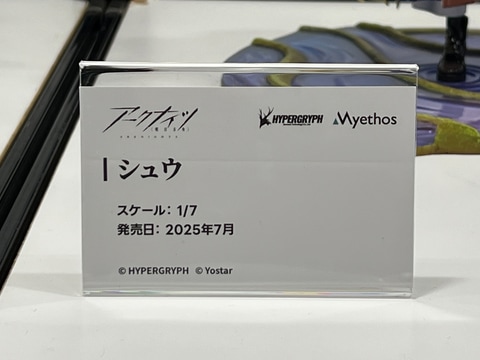 アークナイツ
HYPERGRYPH
Myethos
シュウ
スケール: 1/7
発売日: 2025年7月
© HYPERGRYPH © Yostar